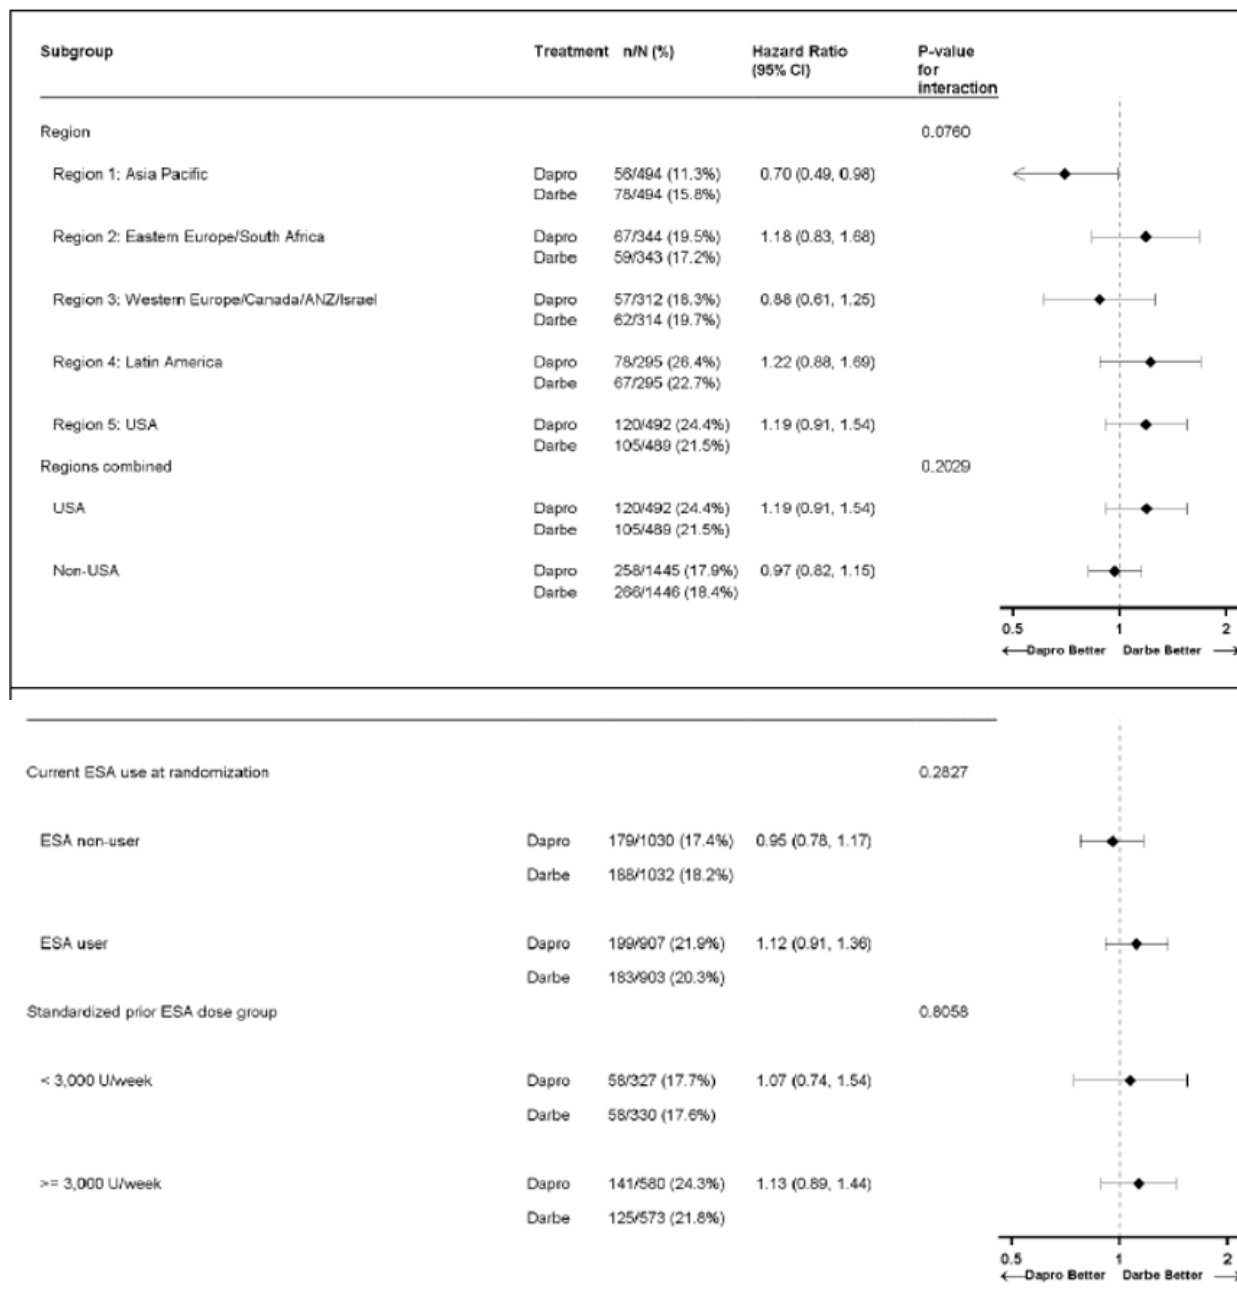 Subgroup Treatment n/N (%) Hazard Ratio P-value
(95% CI) for
interaction
Region 0.0760
Region 1: Asia Pacific Dapro 56/494 (11.3%) 0.70 (0.49, 0.98)
Darbe 78/494 (15.8%)
Region 2: Eastern Europe/South Africa Dapro 67/344 (19.5%) 1.18 (0.83, 1.68)
Darbe 59/343 (17.2%)
Region 3: Western Europe/Canada/ANZ/Israel Dapro 57/312 (18.3%) 0.88 (0.61, 1.25)
Darbe 62/314 (19.7%)
Region 4: Latin America Dapro 78/295 (26.4%) 1.22 (0.88, 1.69)
Darbe 67/295 (22.7%)
Region 5: USA Dapro 120/492 (24.4%) 1.19 (0.91, 1.54)
Darbe 105/489 (21.5%)
Regions combined 0.2029
USA Dapro 120/492 (24.4%) 1.19 (0.91, 1.54)
Darbe 105/489 (21.5%)
Non-USA Dapro 258/1445 (17.9%) 0.97 (0.82, 1.15)
Darbe 266/1446 (18.4%)
0.5 1 2
Dapro Better Darbe Better
Current ESA use at randomization 0.2827
ESA non-user Dapro 179/1030 (17.4%) 0.95 (0.78, 1.17)
Darbe 188/1032 (18.2%)
ESA user Dapro 199/907 (21.9%) 1.12 (0.91, 1.36)
Darbe 183/903 (20.3%)
Standardized prior ESA dose group 0.8058
< 3,000 U/week Dapro 58/327 (17.7%) 1.07 (0.74, 1.54)
Darbe 58/330 (17.6%)
>= 3,000 U/week Dapro 141/580 (24.3%) 1.13 (0.89, 1.44)
Darbe 125/573 (21.8%)
0.5 1 2
Dapro Better Darbe Better